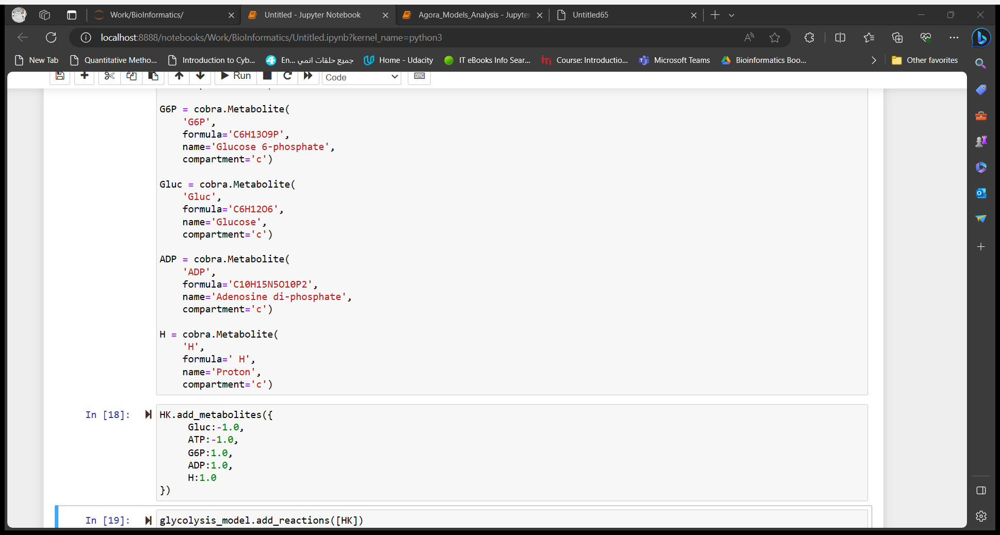 Work/BioInformatics/
Untitled - Jupyter Notebook
Agora_Models_Analysis - Jupyter
Untitled65
localhost:8888/notebooks/Work/BioInformatics/Untitled.ipynb?kernel_name=python3
New Tab
Quantitative Metho...
Introduction to Cyb...
En... جميع حلقات انمي
Home - Udacity
IT eBooks Info Sear...
Course: Introductio...
Microsoft Teams
Bioinformatics Boo...
Other favorites
Run
Code
G6P = cobra.Metabolite(
    'G6P',
    formula='C6H13O9P',
    name='Glucose 6-phosphate',
    compartment='c')
Gluc = cobra.Metabolite(
    'Gluc',
    formula='C6H12O6',
    name='Glucose',
    compartment='c')
ADP = cobra.Metabolite(
    'ADP',
    formula='C10H15N5O10P2',
    name='Adenosine di-phosphate',
    compartment='c')
H = cobra.Metabolite(
    'H',
    formula=' H',
    name='Proton',
    compartment='c')
In [18]:
HK.add_metabolites({
     Gluc:-1.0,
     ATP:-1.0,
     G6P:1.0,
     ADP:1.0,
     H:1.0
})
In [19]:
glycolysis_model.add_reactions([HK])